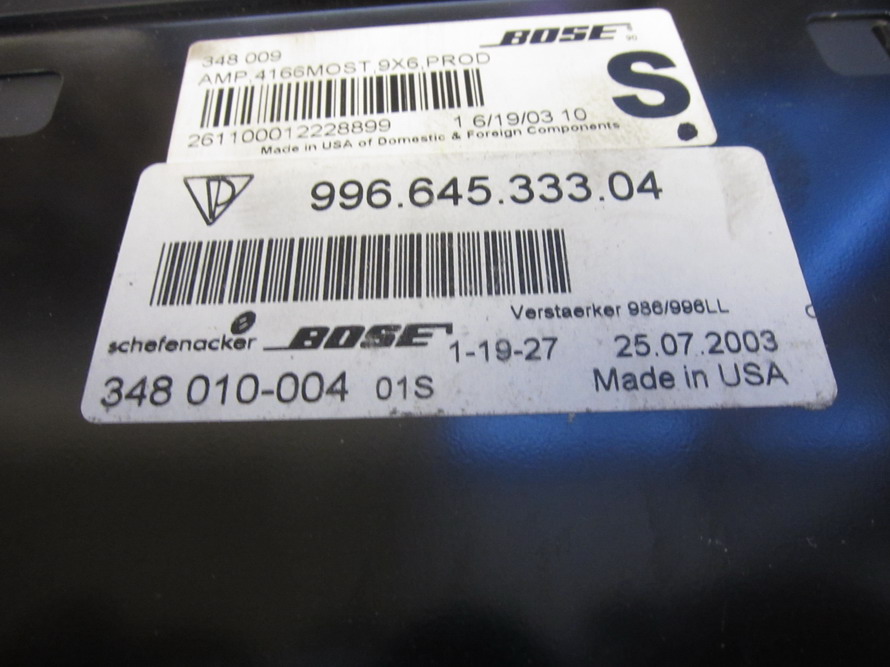 BOSE
348 009
AMP,4166MOST,9X6,PROD
S
261100012228899 1 6/19/03 10
Made in USA of Domestic & Foreign Components
996.645.333.04
Verstaerker 986/996LL
schefenacker BOSE 1-19-27 25.07.2003
348 010-004 01S Made in USA